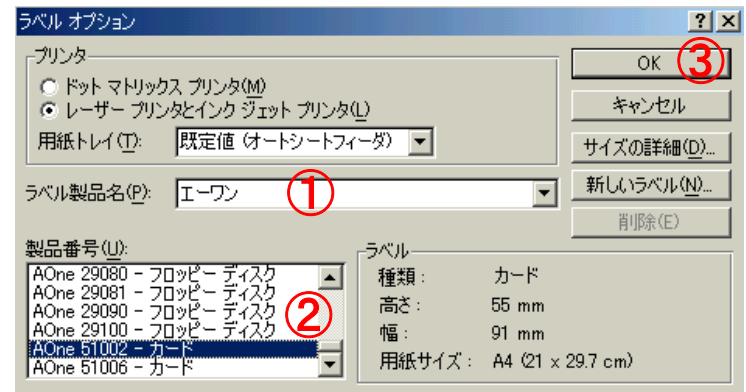 ラベル オプション
プリンタ
ドット マトリックス プリンタ(M)
レーザー プリンタとインク ジェット プリンタ(L)
用紙トレイ(T): 既定値 (オートシートフィーダ)
OK ③
キャンセル
サイズの詳細(D)...
ラベル製品名(P): エーワン ①
新しいラベル(N)...
削除(E)
製品番号(U):
AOne 29080 - フロッピー ディスク
AOne 29081 - フロッピー ディスク
AOne 29090 - フロッピー ディスク
AOne 29100 - フロッピー ディスク
AOne 51002 - カード
AOne 51006 - カード
②
ラベル
種類: カード
高さ: 55 mm
幅: 91 mm
用紙サイズ: A4 (21 x 29.7 cm)